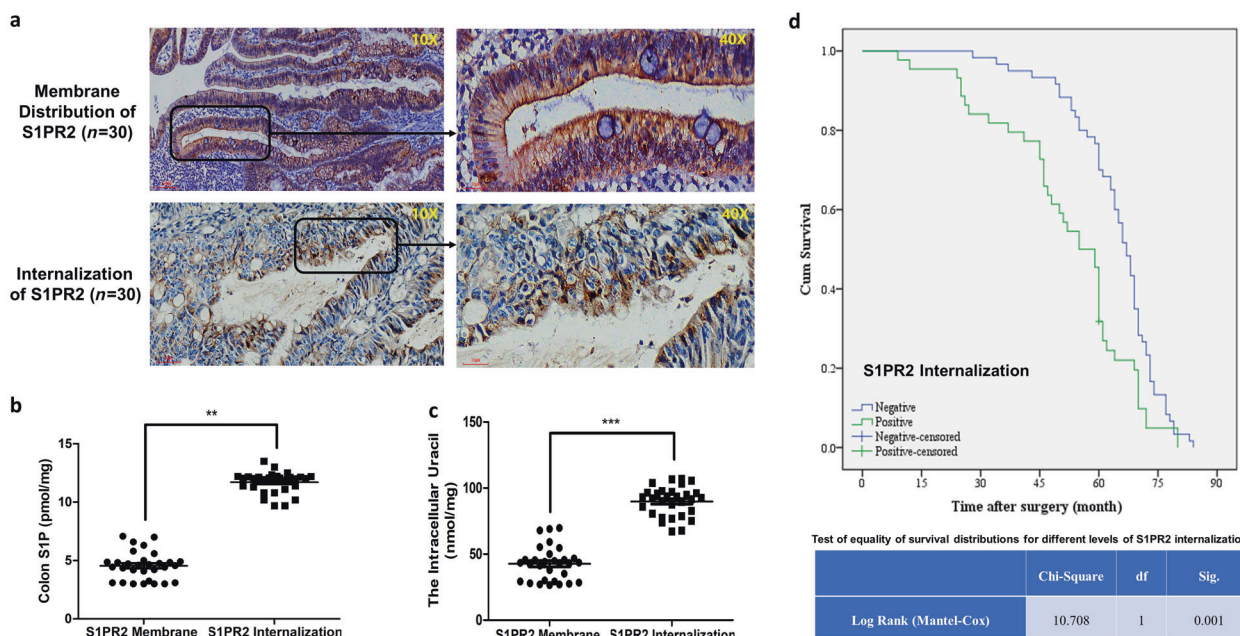 a
Membrane
Distribution of
S1PR2 (n=30)
10X
40X
Internalization
of S1PR2 (n=30)
10X
40X
b
**
Colon S1P (pmol/mg)
15
10
5
0
S1PR2 Membrane
S1PR2 Internalization
c
***
The Intracellular Uracil
(nmol/mg)
150
100
50
0
S1PR2 Membrane
S1PR2 Internalization
d
Cum Survival
1.0
0.8
0.6
0.4
0.2
0.0
S1PR2 Internalization
Negative
Positive
Negative-censored
Positive-censored
0 15 30 45 60 75 90
Time after surgery (month)
Test of equality of survival distributions for different levels of S1PR2 internalization
Chi-Square df Sig.
Log Rank (Mantel-Cox) 10.708 1 0.001